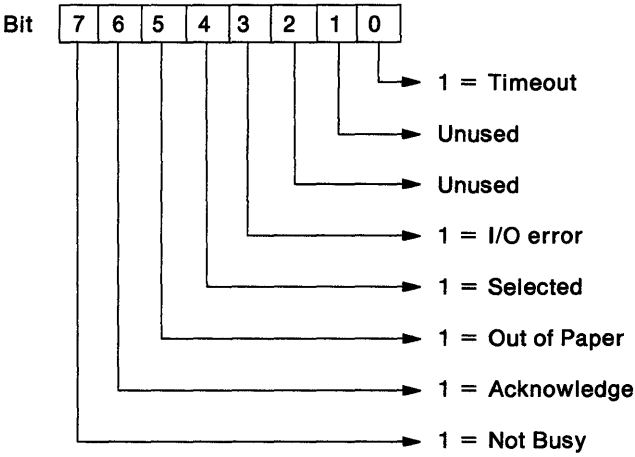 Bit 7 6 5 4 3 2 1 0
1 = Timeout
Unused
Unused
1 = I/O error
1 = Selected
1 = Out of Paper
1 = Acknowledge
1 = Not Busy